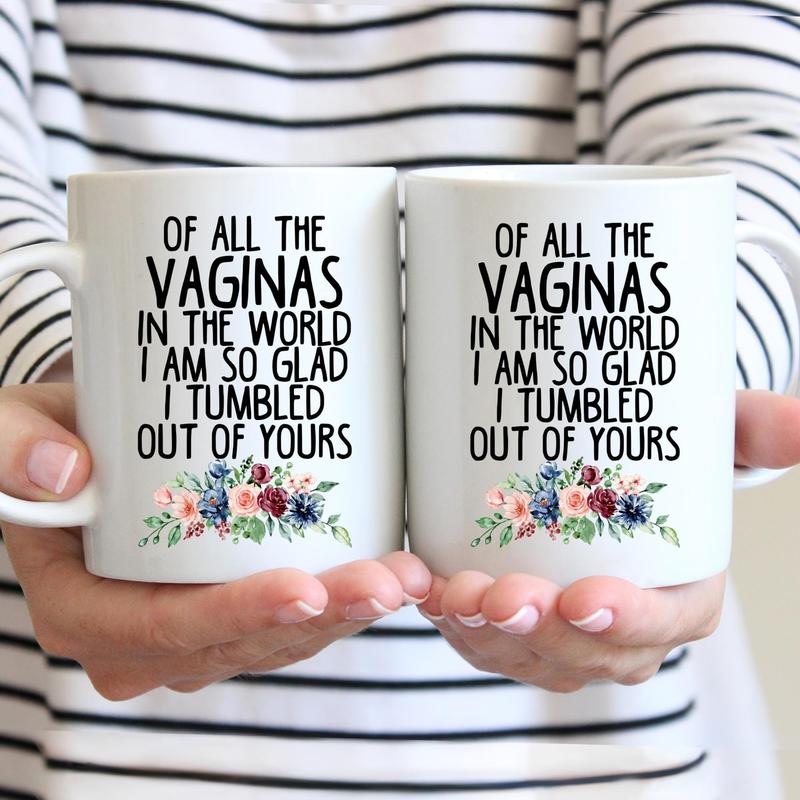 OF ALL THE
VAGINAS
IN THE WORLD
I AM SO GLAD
I TUMBLED
OUT OF YOURS
OF ALL THE
VAGINAS
IN THE WORLD
I AM SO GLAD
I TUMBLED
OUT OF YOURS